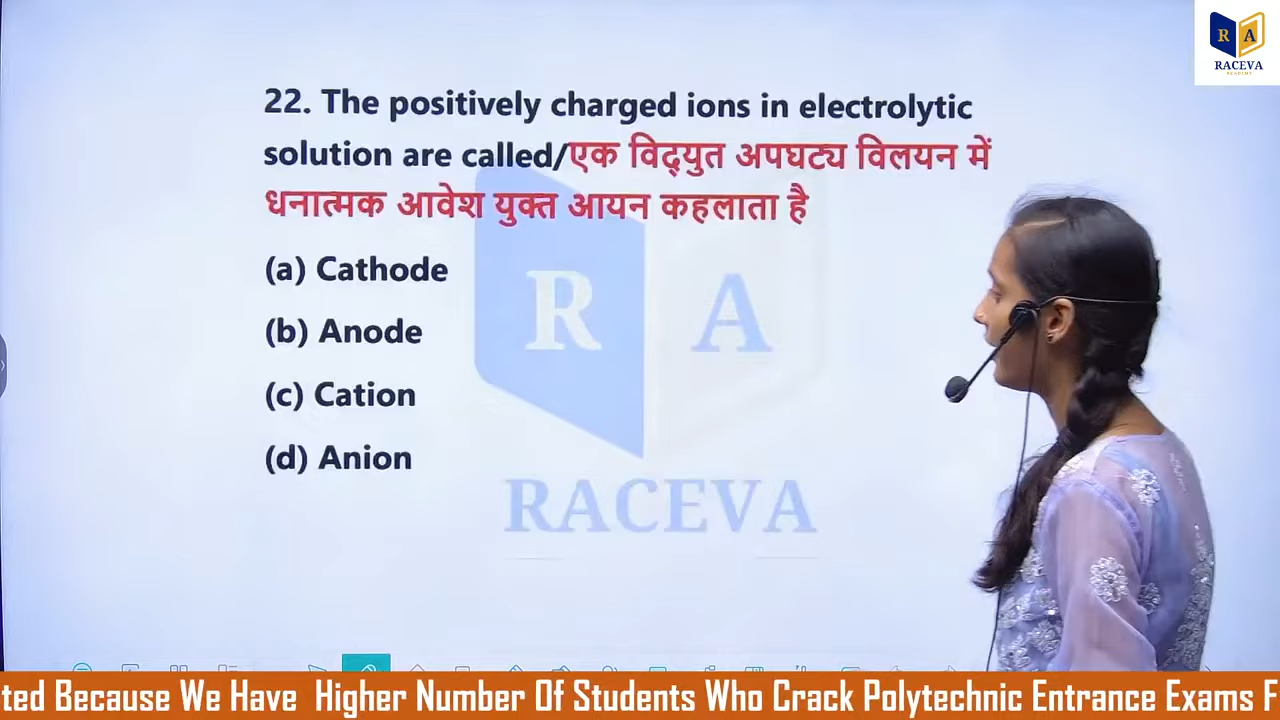 R A
RACEVA
ACADEMY
22. The positively charged ions in electrolytic
solution are called/एक विद्युत अपघट्य विलयन में
धनात्मक आवेश युक्त आयन कहलाता है
(a) Cathode
(b) Anode
(c) Cation
(d) Anion
R A
RACEVA
ted Because We Have Higher Number Of Students Who Crack Polytechnic Entrance Exams F